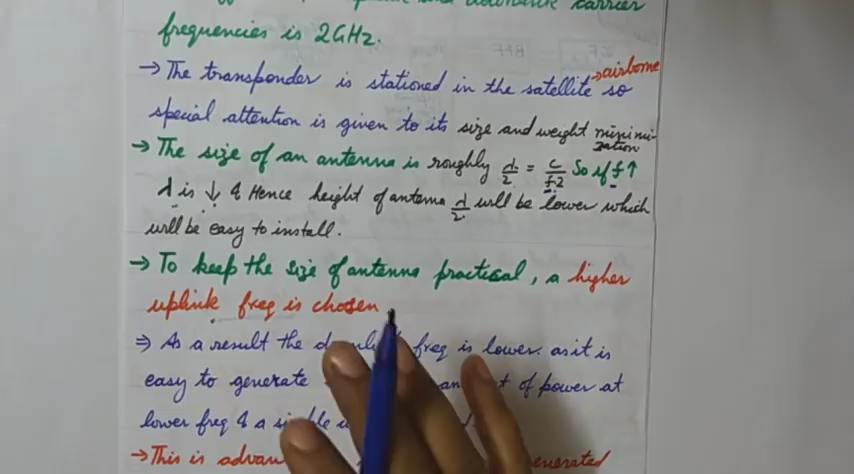 carrier
frequencies is 2GHz.
→ The transponder is stationed in the satellite → airborne so
special attention is given to its size and weight minimi-
zation
→ The size of an antenna is roughly λ/2 = c/f.2 So if f↑
λ is ↓ & Hence height of antenna λ/2 will be lower which
will be easy to install.
→ To keep the size of antenna practical, a higher
uplink freq is chosen
⇒ As a result the freq is lower. as it is
easy to generate of power at
lower freq & a
→ This is generated